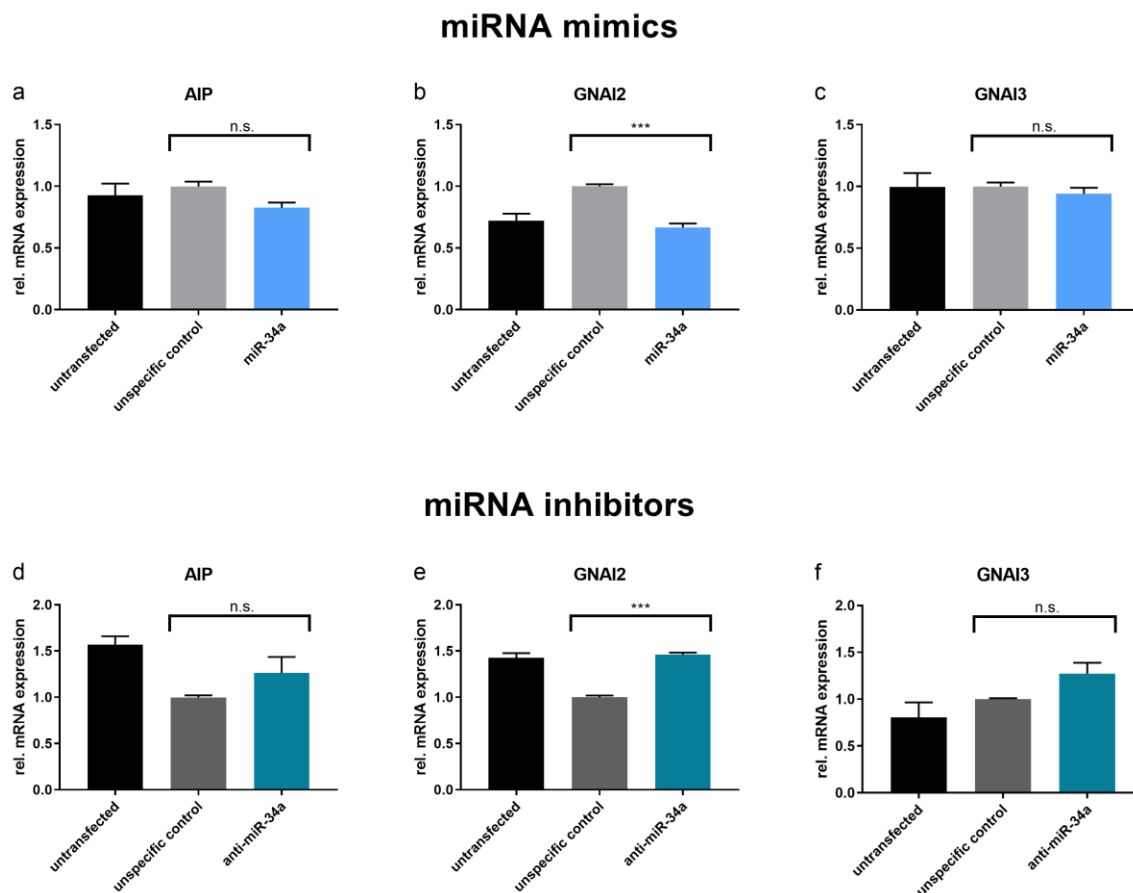 miRNA mimics
a
AIP
rel. mRNA expression
1.5
1.0
0.5
0.0
n.s.
untransfected
unspecific control
miR-34a
b
GNAI2
rel. mRNA expression
1.5
1.0
0.5
0.0
***
untransfected
unspecific control
miR-34a
c
GNAI3
rel. mRNA expression
1.5
1.0
0.5
0.0
n.s.
untransfected
unspecific control
miR-34a
miRNA inhibitors
d
AIP
rel. mRNA expression
2.0
1.5
1.0
0.5
0.0
n.s.
untransfected
unspecific control
anti-miR-34a
e
GNAI2
rel. mRNA expression
2.0
1.5
1.0
0.5
0.0
***
untransfected
unspecific control
anti-miR-34a
f
GNAI3
rel. mRNA expression
2.0
1.5
1.0
0.5
0.0
n.s.
untransfected
unspecific control
anti-miR-34a